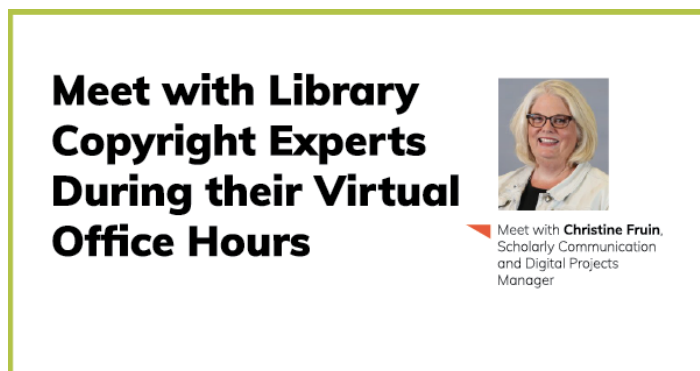 Meet with Library
Copyright Experts
During their Virtual
Office Hours
Meet with Christine Fruin,
Scholarly Communication
and Digital Projects
Manager